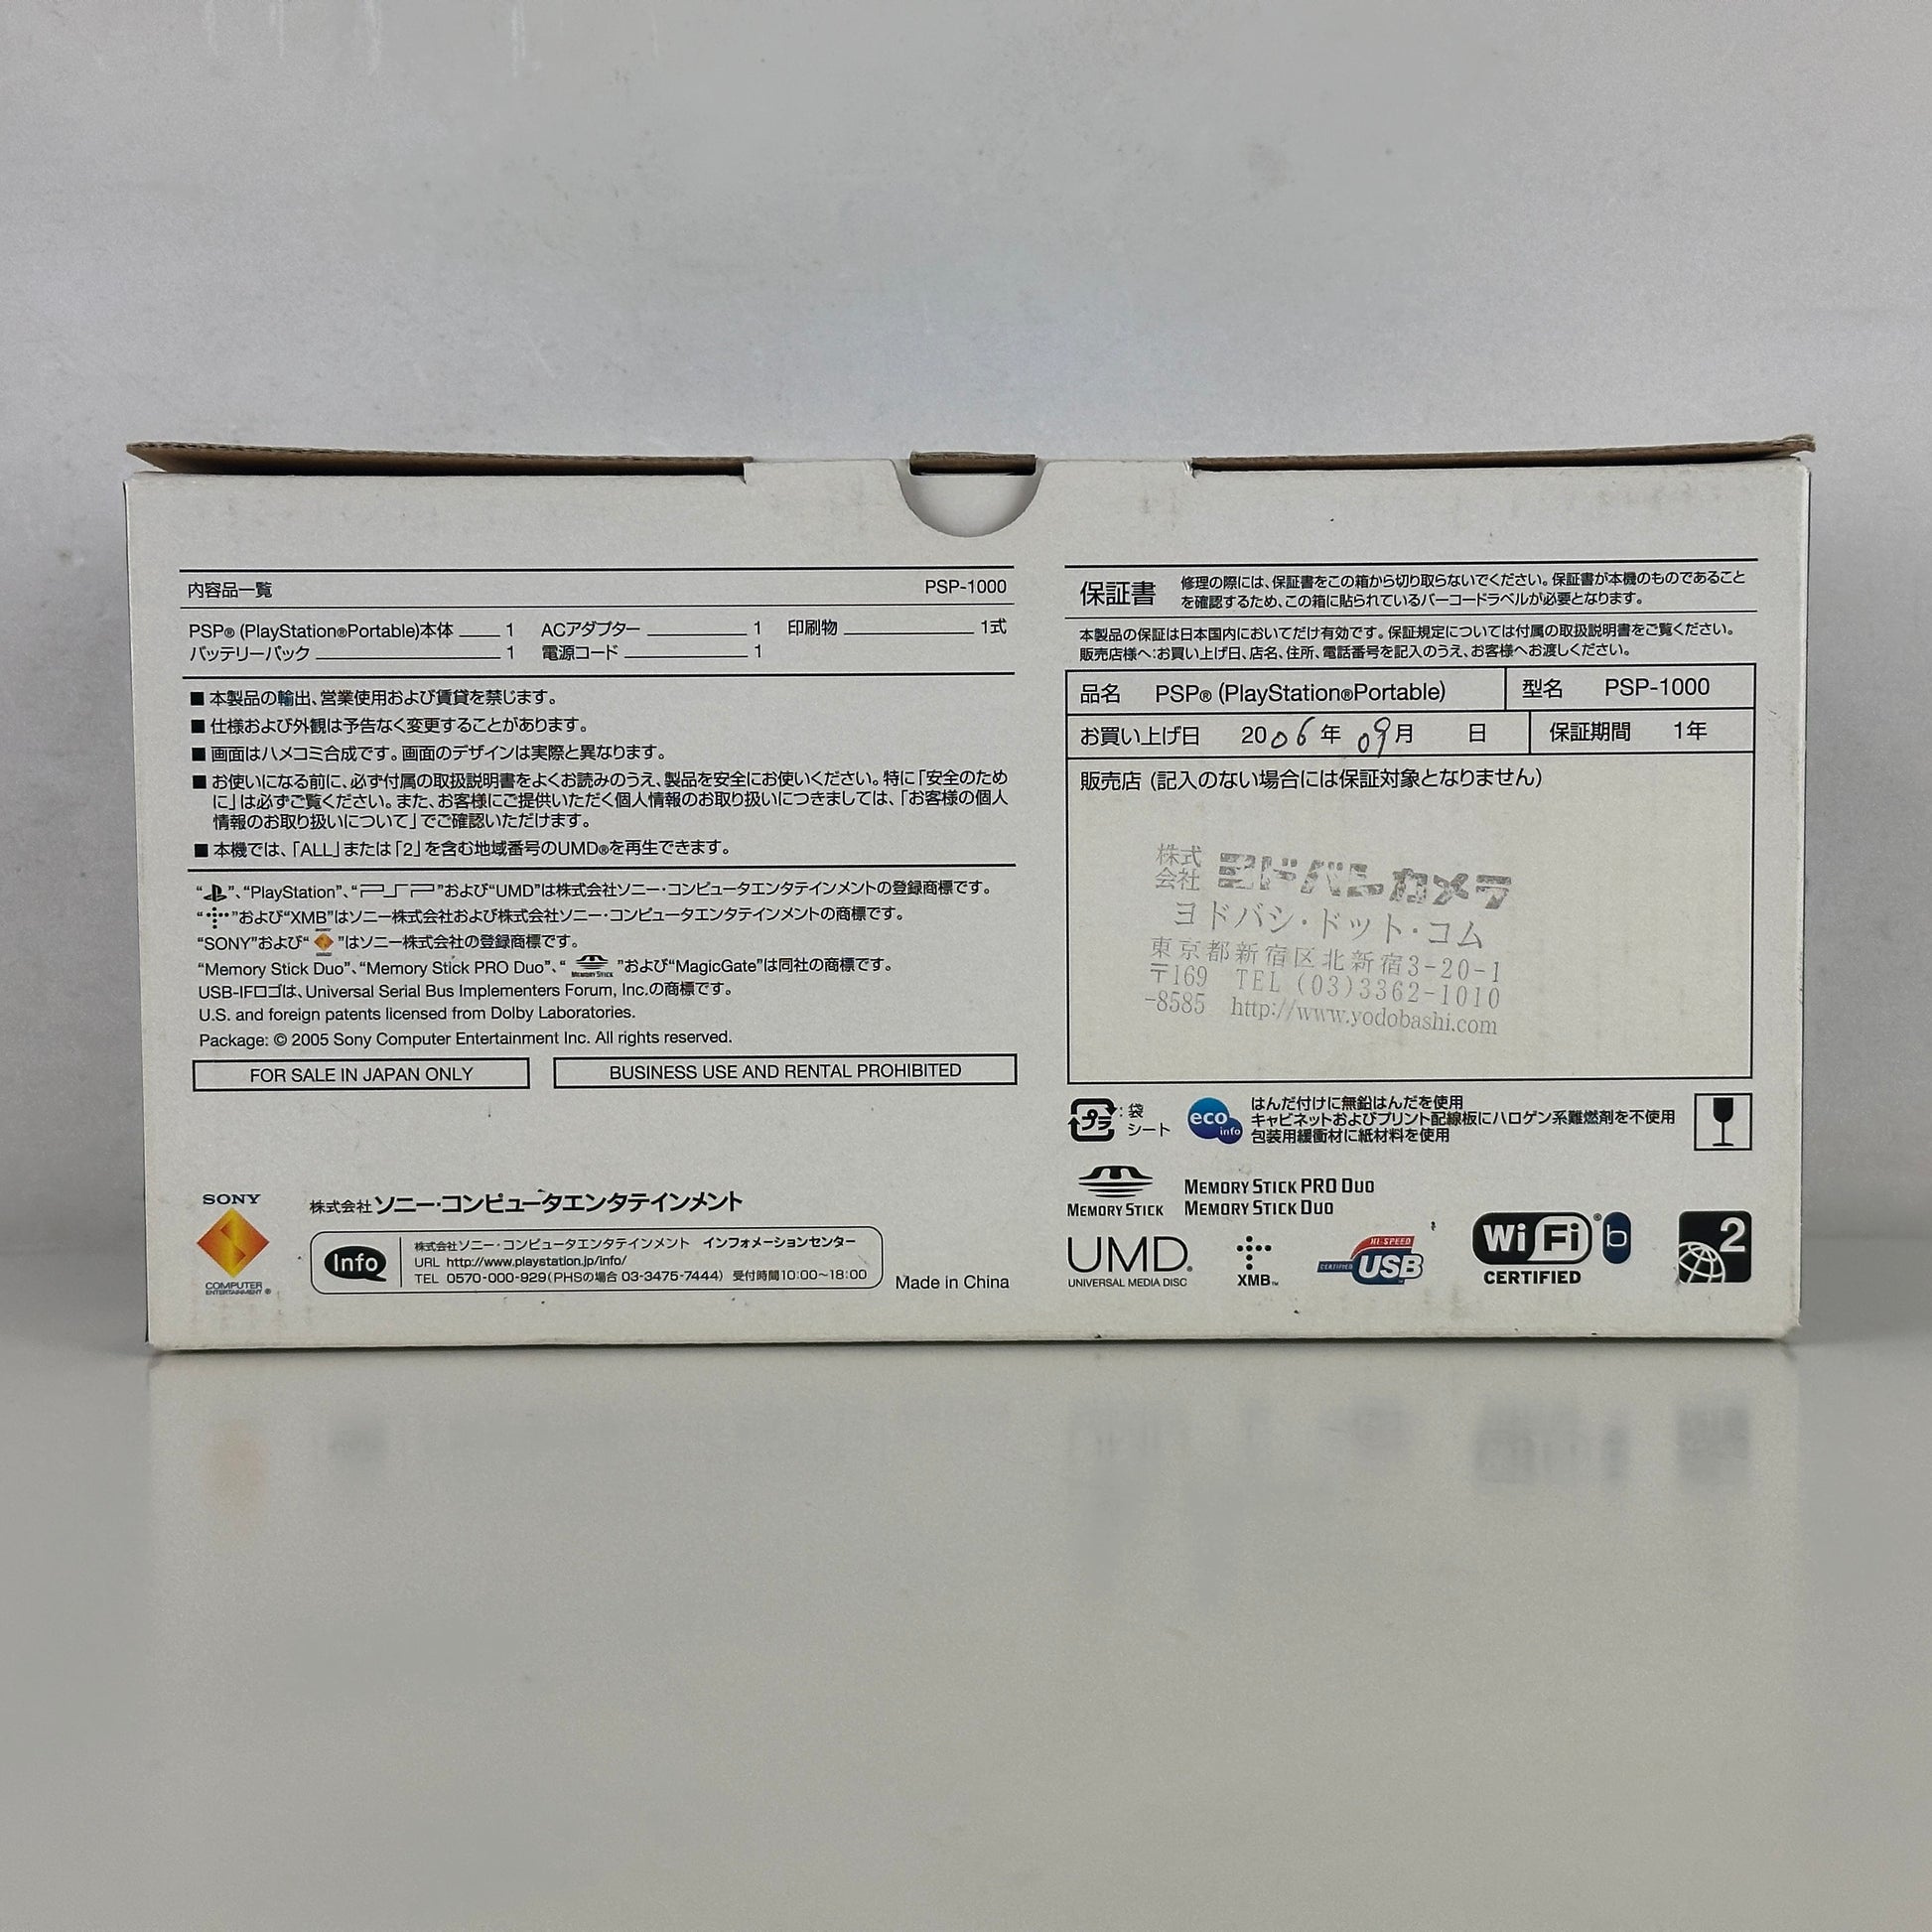 内容品一覧 PSP-1000
PSP® (PlayStation®Portable)本体 1 ACアダプター 1 印刷物 1式
バッテリーパック 1 電源コード 1
■ 本製品の輸出、営業使用および賃貸を禁じます。
■ 仕様および外観は予告なく変更することがあります。
■ 画面はハメコミ合成です。画面のデザインは実際と異なります。
■ お使いになる前に、必ず付属の取扱説明書をよくお読みのうえ、製品を安全にお使いください。特に「安全のため
に」は必ずご覧ください。また、お客様にご提供いただく個人情報のお取り扱いにつきましては、「お客様の個人
情報のお取り扱いについて」でご確認いただけます。
■ 本機では、「ALL」または「2」を含む地域番号のUMD®を再生できます。
“ ”、“PlayStation”、“PSP”および“UMD”は株式会社ソニー・コンピュータエンタテインメントの登録商標です。
“ ”および“XMB”はソニー株式会社および株式会社ソニー・コンピュータエンタテインメントの商標です。
“SONY”および“ ”はソニー株式会社の登録商標です。
“Memory Stick Duo”、“Memory Stick PRO Duo”、“ MEMORY STICK ”および“MagicGate”は同社の商標です。
USB-IFロゴは、Universal Serial Bus Implementers Forum, Inc.の商標です。
U.S. and foreign patents licensed from Dolby Laboratories.
Package: © 2005 Sony Computer Entertainment Inc. All rights reserved.
FOR SALE IN JAPAN ONLY
BUSINESS USE AND RENTAL PROHIBITED
SONY
COMPUTER
ENTERTAINMENT ®
株式会社ソニー・コンピュータエンタテインメント
Info
株式会社ソニー・コンピュータエンタテインメント インフォメーションセンター
URL http://www.playstation.jp/info/
TEL 0570-000-929(PHSの場合 03-3475-7444) 受付時間10:00〜18:00
Made in China
保証書
修理の際には、保証書をこの箱から切り取らないでください。保証書が本機のものであること
を確認するため、この箱に貼られているバーコードラベルが必要となります。
本製品の保証は日本国内においてだけ有効です。保証規定については付属の取扱説明書をご覧ください。
販売店様へ:お買い上げ日、店名、住所、電話番号を記入のうえ、お客様へお渡しください。
品名 PSP® (PlayStation®Portable) 型名 PSP-1000
お買い上げ日 2006年 09月 日 保証期間 1年
販売店 (記入のない場合には保証対象となりません)
株式会社 ヨドバシカメラ
ヨドバシ・ドット・コム
東京都新宿区北新宿3-20-1
〒169 TEL (03)3362-1010
-8585 http://www.yodobashi.com
プラ :袋
シート
eco info
はんだ付けに無鉛はんだを使用
キャビネットおよびプリント配線板にハロゲン系難燃剤を不使用
包装用緩衝材に紙材料を使用
MEMORY STICK
MEMORY STICK PRO DUO
MEMORY STICK DUO
UMD®
UNIVERSAL MEDIA DISC
XMB™
HI-SPEED
CERTIFIED USB
Wi Fi ® b
CERTIFIED
2